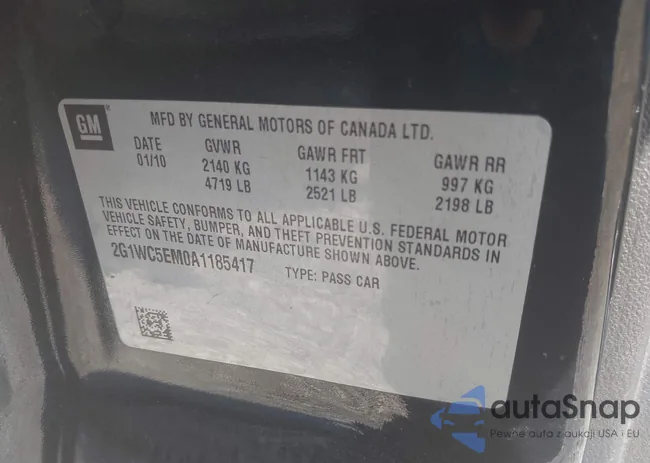 GM
MFD BY GENERAL MOTORS OF CANADA LTD.
DATE GVWR GAWR FRT GAWR RR
01/10 2140 KG 1143 KG 997 KG
4719 LB 2521 LB 2198 LB
THIS VEHICLE CONFORMS TO ALL APPLICABLE U.S. FEDERAL MOTOR
VEHICLE SAFETY, BUMPER, AND THEFT PREVENTION STANDARDS IN
EFFECT ON THE DATE OF MANUFACTURE SHOWN ABOVE.
2G1WC5EM0A1185417 TYPE: PASS CAR
autaSnap
Pewne auta z aukcji USA i EU